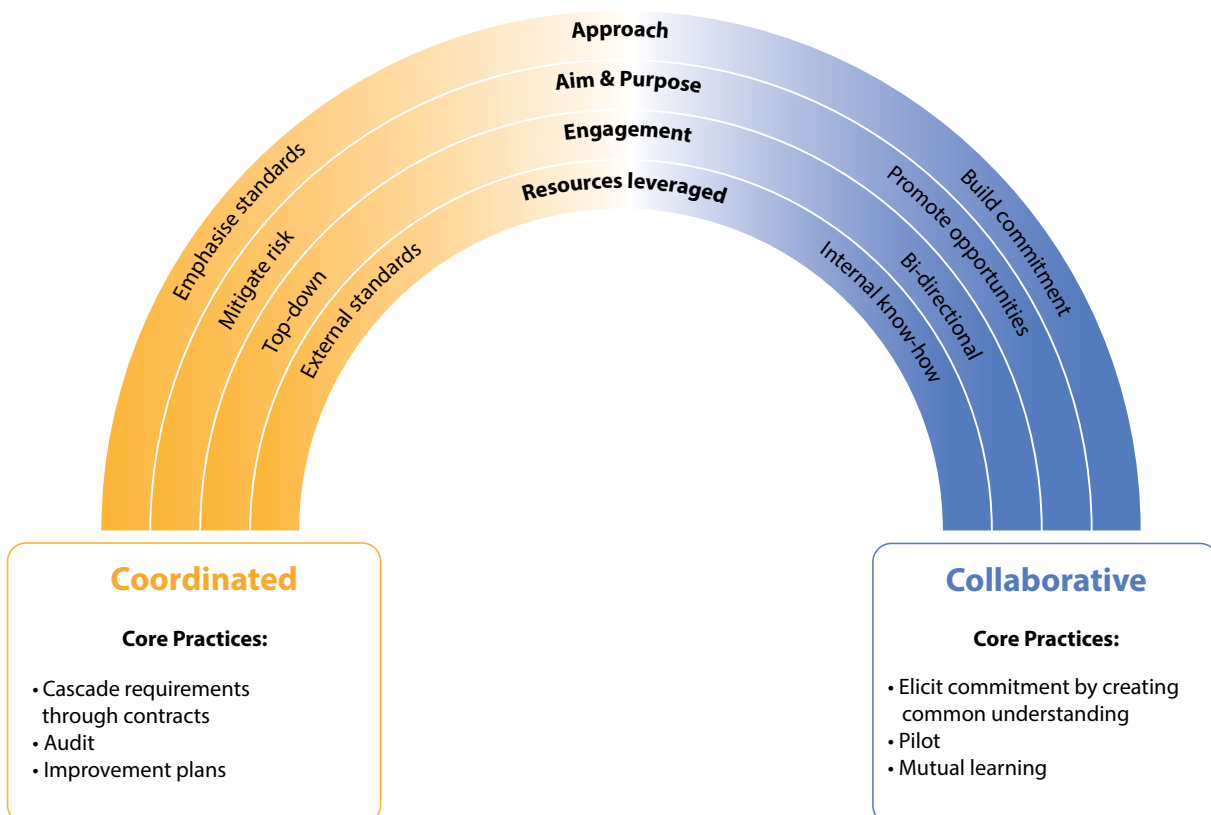 Approach
Aim & Purpose
Engagement
Resources leveraged
Emphasise standards
Mitigate risk
Top-down
External standards
Build commitment
Promote opportunities
Bi-directional
Internal know-how
Coordinated
Core Practices:
• Cascade requirements
through contracts
• Audit
• Improvement plans
Collaborative
Core Practices:
• Elicit commitment by creating
common understanding
• Pilot
• Mutual learning